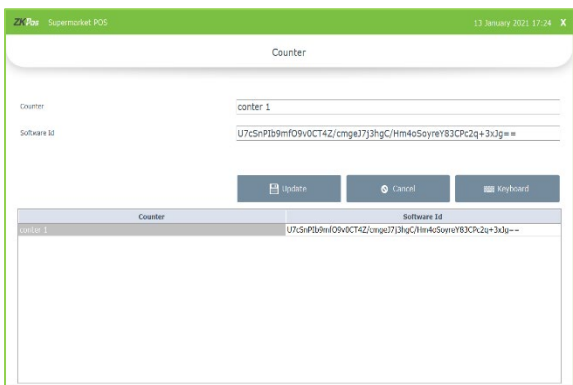 ZKPos Supermarket POS 13 January 2021 17:24 X
Counter
Counter conter 1
Software Id U7cSnPIb9mfO9v0CT4Z/cmgeJ7j3hgC/Hm4oSoyreY83CPc2q+3xJg==
Update Cancel Keyboard
Counter Software Id
conter 1 U7cSnPIb9mfO9v0CT4Z/cmgeJ7j3hgC/Hm4oSoyreY83CPc2q+3xJg==